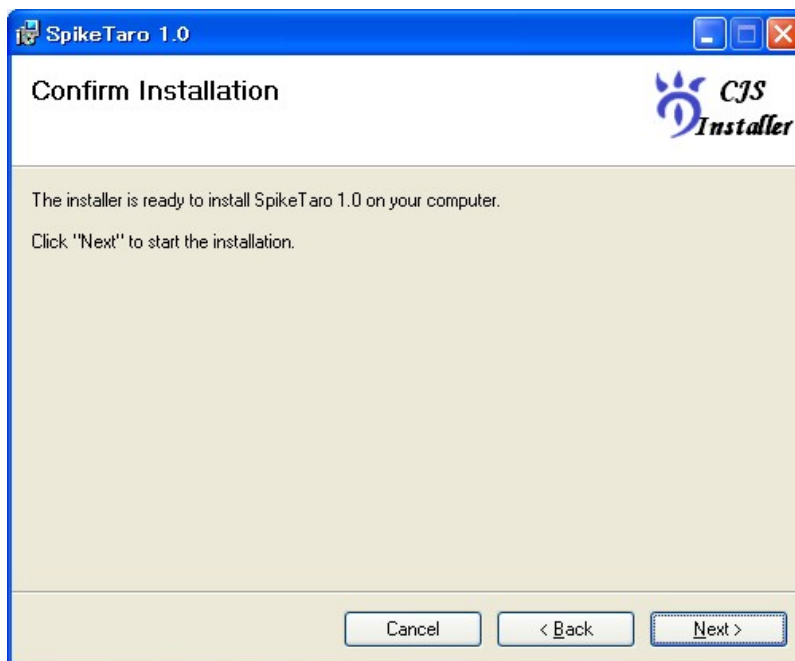 SpikeTaro 1.0
Confirm Installation
CJS
Installer
The installer is ready to install SpikeTaro 1.0 on your computer.
Click "Next" to start the installation.
Cancel
< Back
Next >